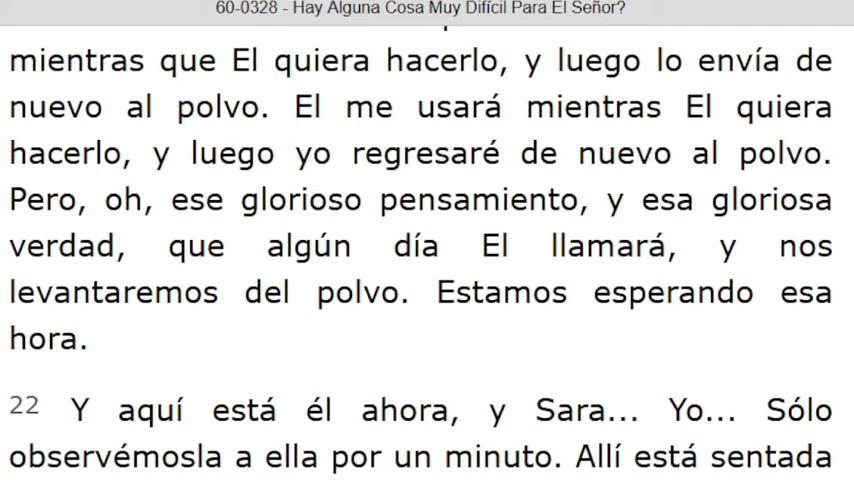 60-0328 - Hay Alguna Cosa Muy Difícil Para El Señor?
mientras que El quiera hacerlo, y luego lo envía de
nuevo al polvo. El me usará mientras El quiera
hacerlo, y luego yo regresaré de nuevo al polvo.
Pero, oh, ese glorioso pensamiento, y esa gloriosa
verdad, que algún día El llamará, y nos
levantaremos del polvo. Estamos esperando esa
hora.
22 Y aquí está él ahora, y Sara... Yo... Sólo
observémosla a ella por un minuto. Allí está sentada